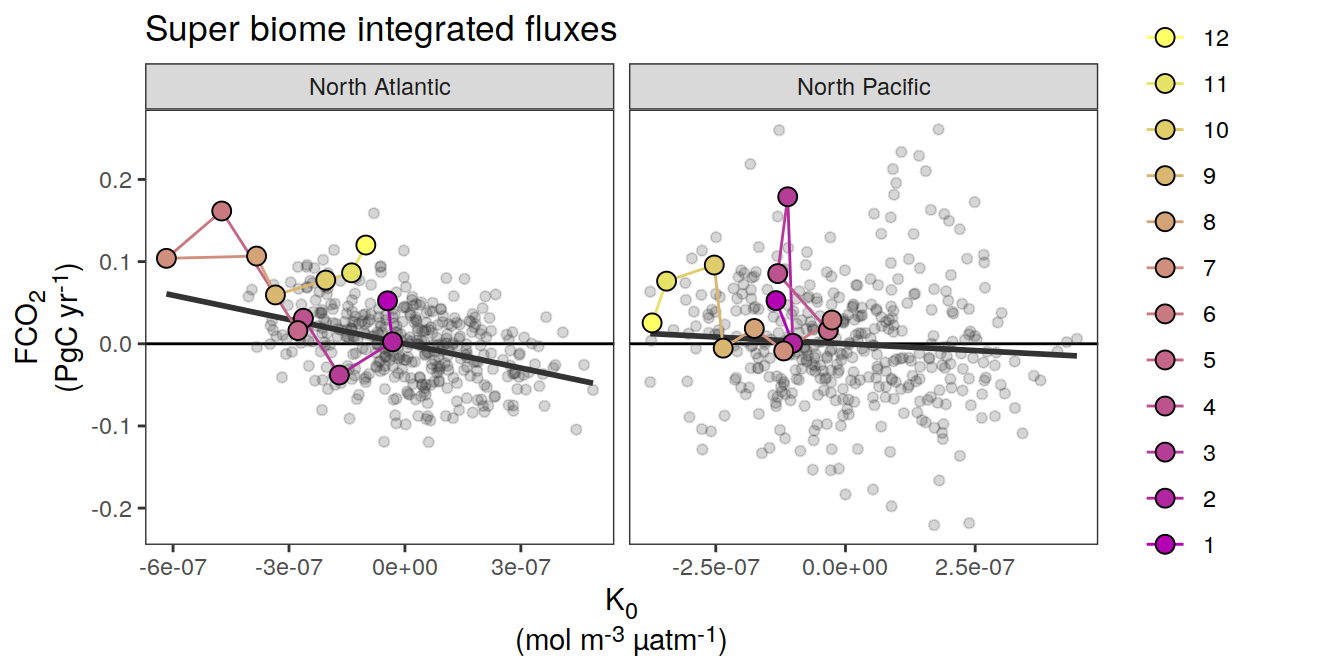 Super biome integrated fluxes
North Atlantic
North Pacific
FCO2
(PgC yr-1)
0.2
0.1
0.0
-0.1
-0.2
-6e-07 -3e-07 0e+00 3e-07
-2.5e-07 0.0e+00 2.5e-07
K0
(mol m-3 µatm-1)
12
11
10
9
8
7
6
5
4
3
2
1